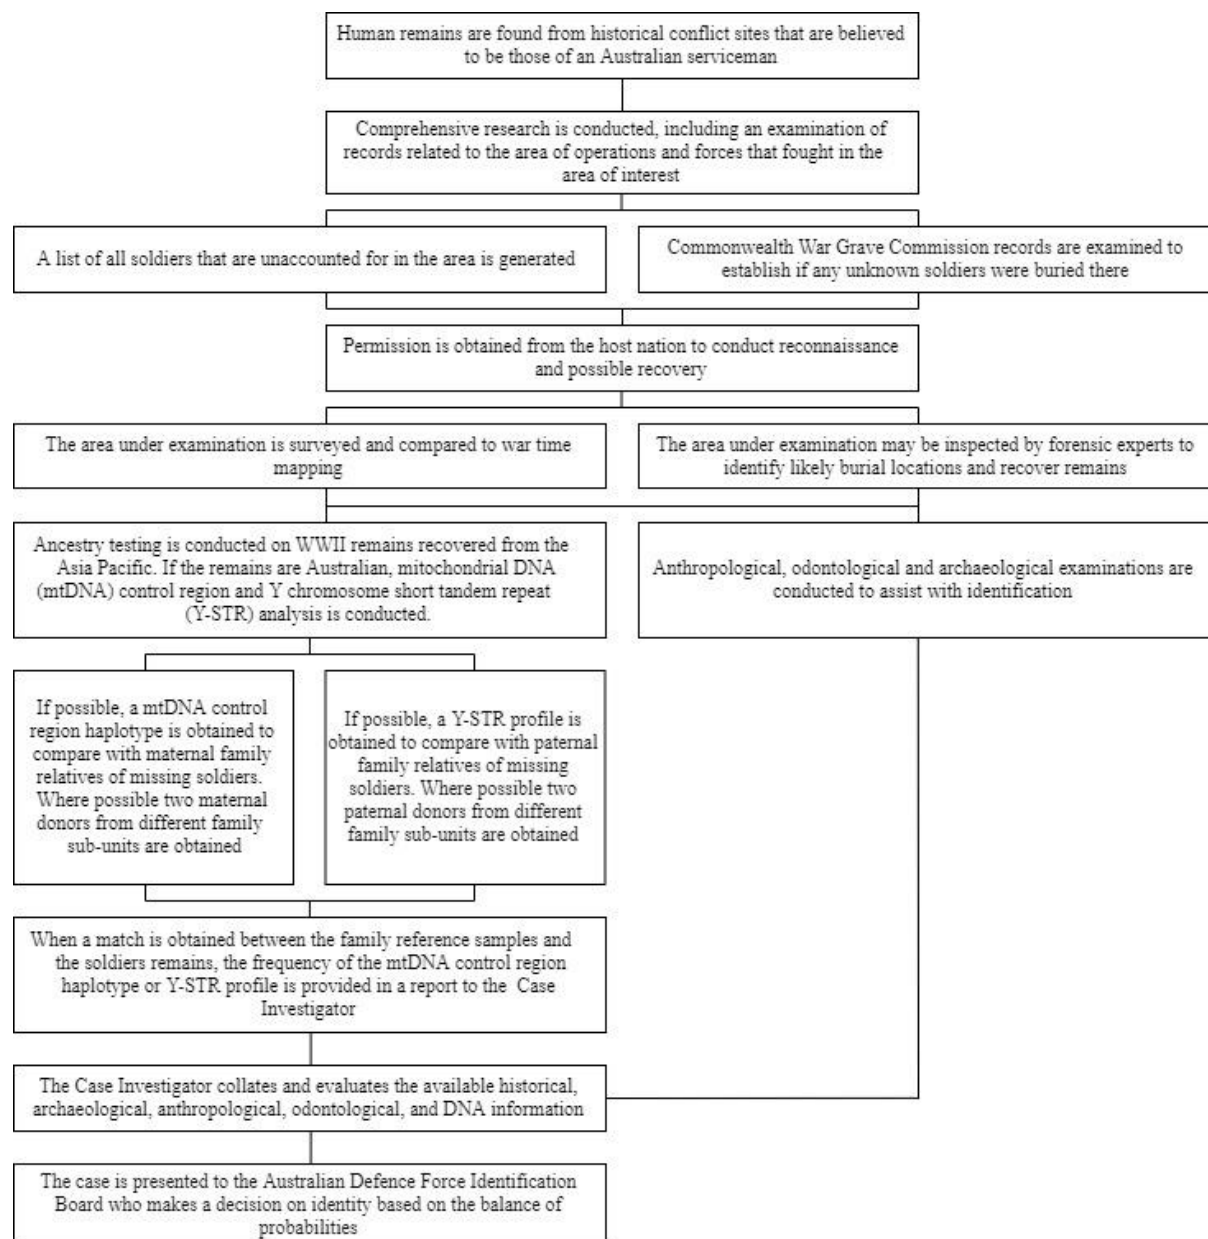 Human remains are found from historical conflict sites that are believed
to be those of an Australian serviceman
Comprehensive research is conducted, including an examination of
records related to the area of operations and forces that fought in the
area of interest
A list of all soldiers that are unaccounted for in the area is generated
Commonwealth War Grave Commission records are examined to
establish if any unknown soldiers were buried there
Permission is obtained from the host nation to conduct reconnaissance
and possible recovery
The area under examination is surveyed and compared to war time
mapping
The area under examination may be inspected by forensic experts to
identify likely burial locations and recover remains
Ancestry testing is conducted on WWII remains recovered from the
Asia Pacific. If the remains are Australian, mitochondrial DNA
(mtDNA) control region and Y chromosome short tandem repeat
(Y-STR) analysis is conducted.
Anthropological, odontological and archaeological examinations are
conducted to assist with identification
If possible, a mtDNA control
region haplotype is obtained to
compare with maternal family
relatives of missing soldiers.
Where possible two maternal
donors from different family
sub-units are obtained
If possible, a Y-STR profile is
obtained to compare with paternal
family relatives of missing
soldiers. Where possible two
paternal donors from different
family sub-units are obtained
When a match is obtained between the family reference samples and
the soldiers remains, the frequency of the mtDNA control region
haplotype or Y-STR profile is provided in a report to the Case
Investigator
The Case Investigator collates and evaluates the available historical,
archaeological, anthropological, odontological, and DNA information
The case is presented to the Australian Defence Force Identification
Board who makes a decision on identity based on the balance of
probabilities